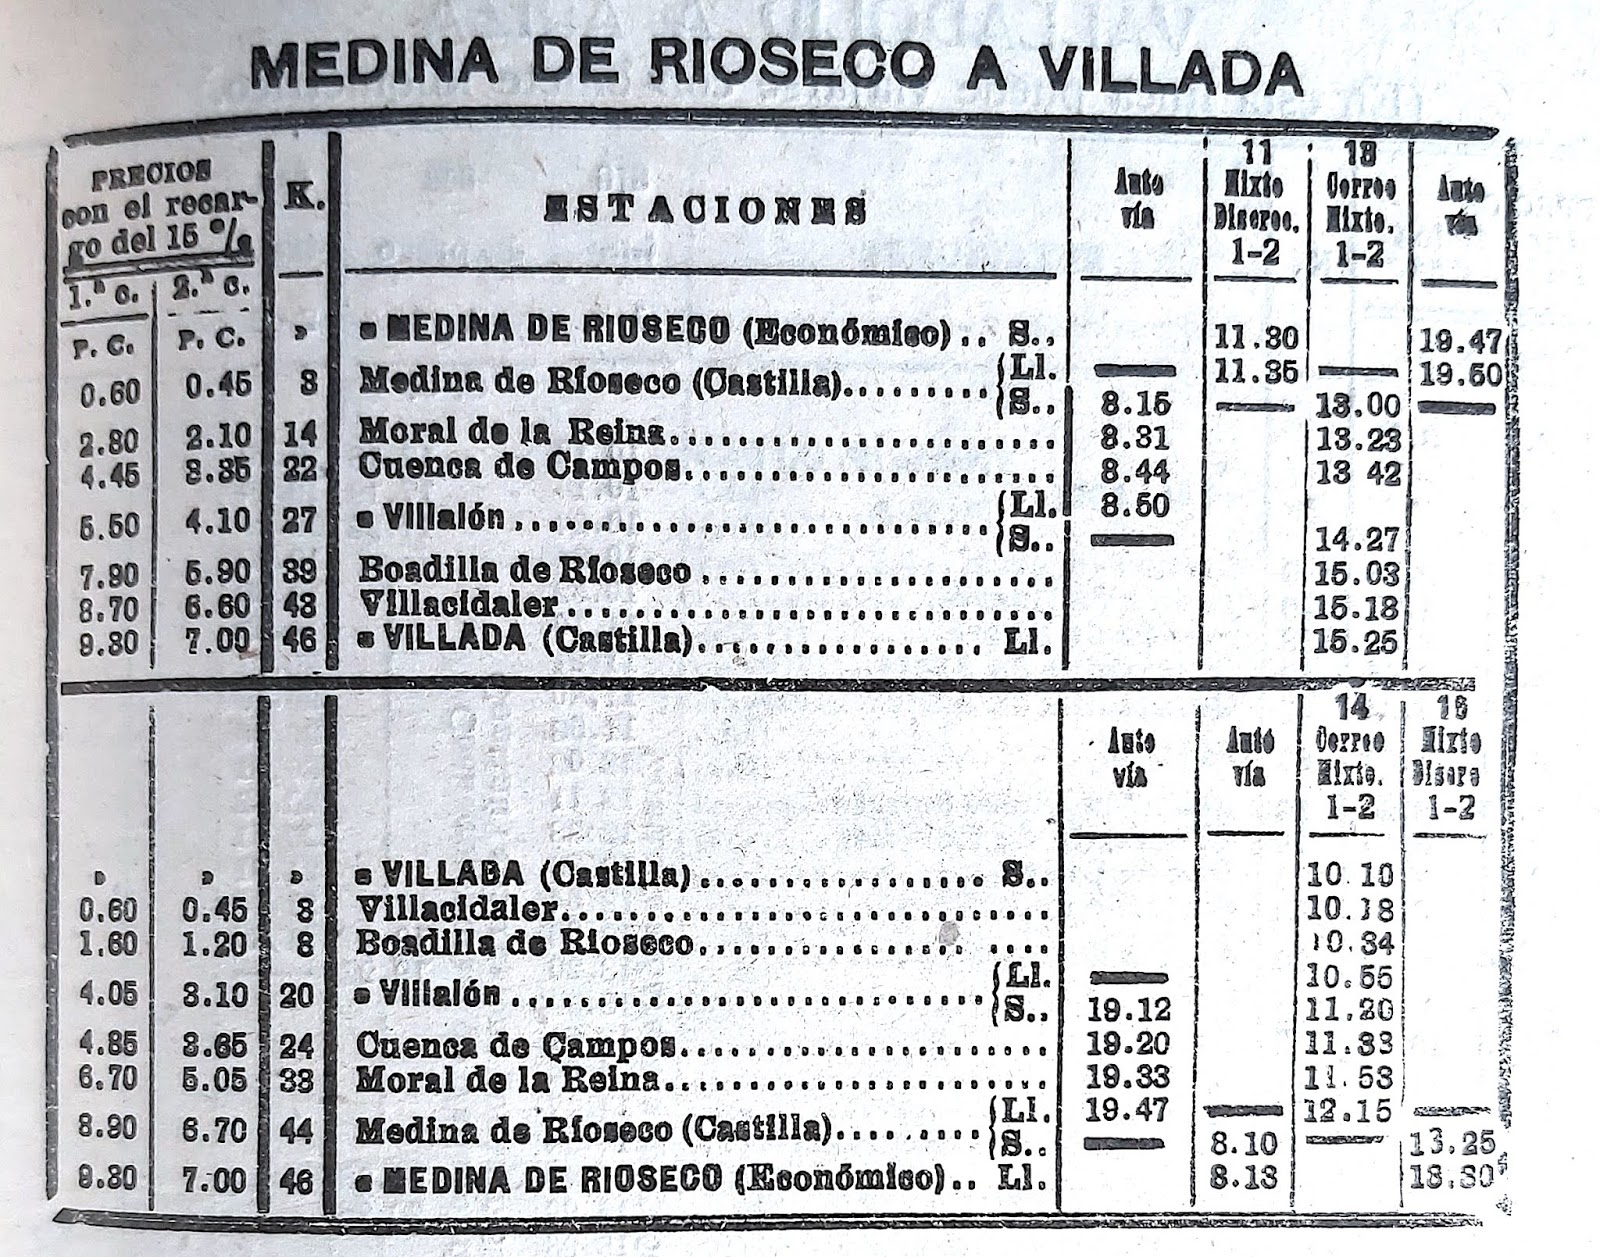 MEDINA DE RIOSECO A VILLADA
PRECIOS con el recargo del 15 % K. ESTACIONES Auto vía 11 Mixto Discrec. 1-2 13 Correo Mixto. 1-2 Auto vía
1.ª c. 2.ª c.
P. C. P. C. » ▪ MEDINA DE RIOSECO (Económico) .. S.. 11.30 19.47
0.60 0.45 3 Medina de Ríoseco (Castilla)......... Ll. 11.35 19.50
S.. 8.15 13.00
2.80 2.10 14 Moral de la Reina........................ 8.31 13.23
4.45 3.35 22 Cuenca de Campos....................... 8.44 13 42
5.50 4.10 27 ▪ Villalón .............................. Ll. 8.50
S.. 14.27
7.90 5.90 39 Boadilla de Ríoseco ...................... 15.03
8.70 6.60 43 Villacidaler.............................. 15.18
9.30 7.00 46 ▪ VILLADA (Castilla)................. Ll. 15.25
Auto vía Auto vía 14 Correo Mixto. 1-2 Mixto Discre 1-2
» » » ▪ VILLADA (Castilla)................. S.. 10.10
0.60 0.45 3 Villacidaler.............................. 10.18
1.60 1.20 8 Boadilla de Ríoseco................ .... 10.34
4.05 3.10 20 ▪ Villalón .............................. Ll. 10.55
S.. 19.12 11.20
4.85 3.65 24 Cuenca de Campos........................ 19.20 11.33
6.70 5.05 33 Moral de la Reina........................ 19.33 11.53
8.90 6.70 44 Medina de Ríoseco (Castilla).......... Ll. 19.47 12.15
S.. 8.10 13.25
9.30 7.00 46 ▪ MEDINA DE RIOSECO (Económico) .. Ll. 8.13 13.30